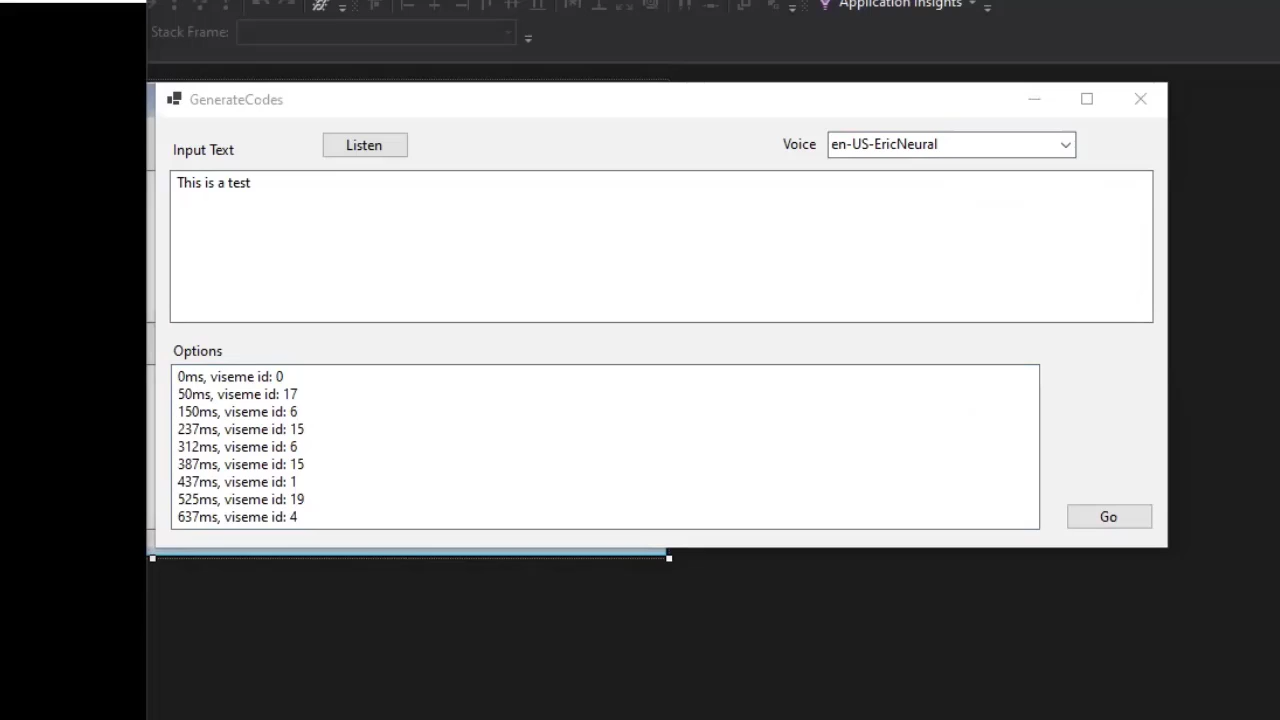 Application Insights
Stack Frame:
GenerateCodes
Input Text
Listen
Voice
en-US-EricNeural
This is a test
Options
0ms, viseme id: 0
50ms, viseme id: 17
150ms, viseme id: 6
237ms, viseme id: 15
312ms, viseme id: 6
387ms, viseme id: 15
437ms, viseme id: 1
525ms, viseme id: 19
637ms, viseme id: 4
Go